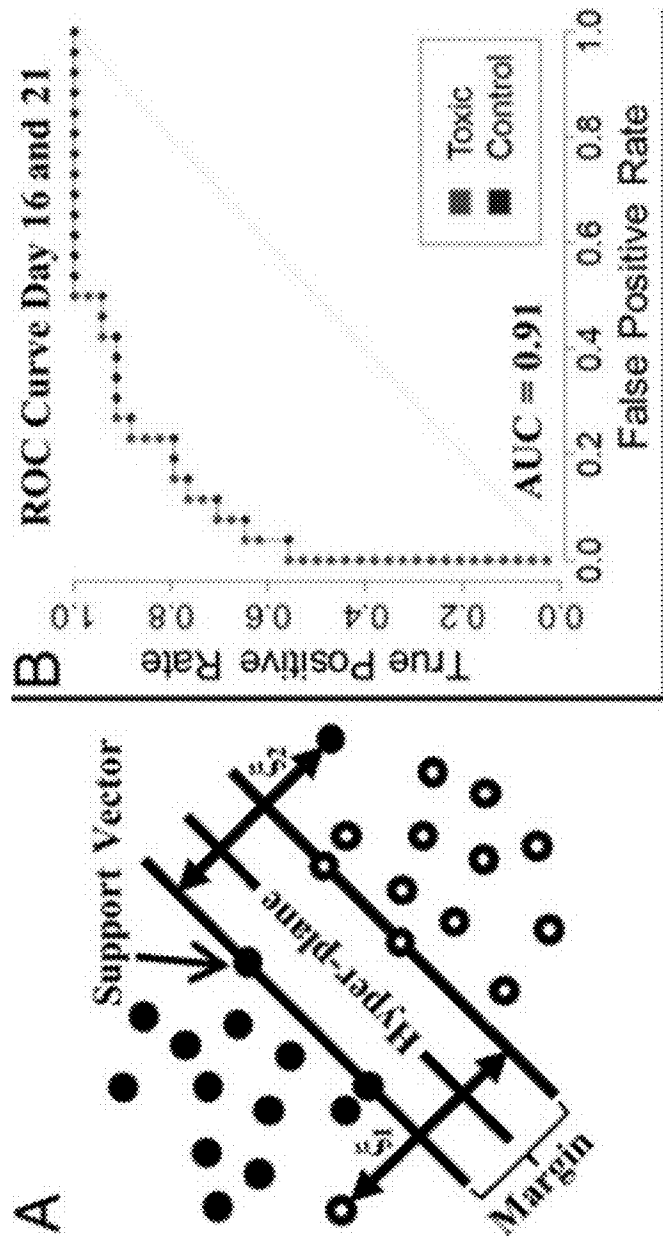 A
Support Vector
ξ1
ξ2
Hyper-plane
Margin
B
ROC Curve Day 16 and 21
True Positive Rate
1.0
0.8
0.6
0.4
0.2
0.0
Toxic
Control
AUC = 0.91
0.0 0.2 0.4 0.6 0.8 1.0
False Positive Rate